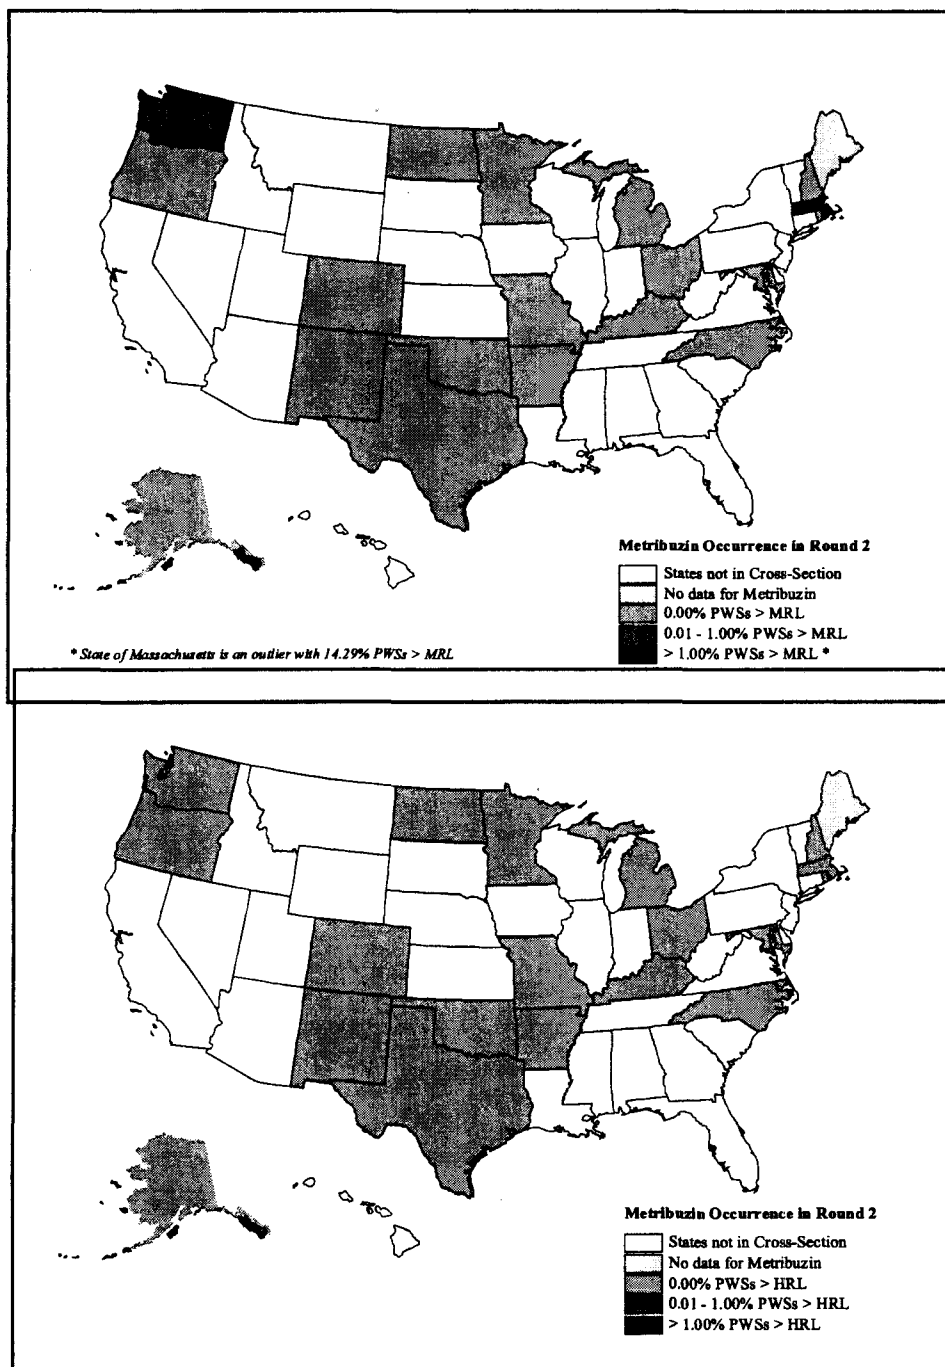 Metribuzin Occurrence in Round 2
States not in Cross-Section
No data for Metribuzin
0.00% PWSs > MRL
0.01 - 1.00% PWSs > MRL
> 1.00% PWSs > MRL *
* State of Massachusetts is an outlier with 14.29% PWSs > MRL
Metribuzin Occurrence in Round 2
States not in Cross-Section
No data for Metribuzin
0.00% PWSs > HRL
0.01 - 1.00% PWSs > HRL
> 1.00% PWSs > HRL